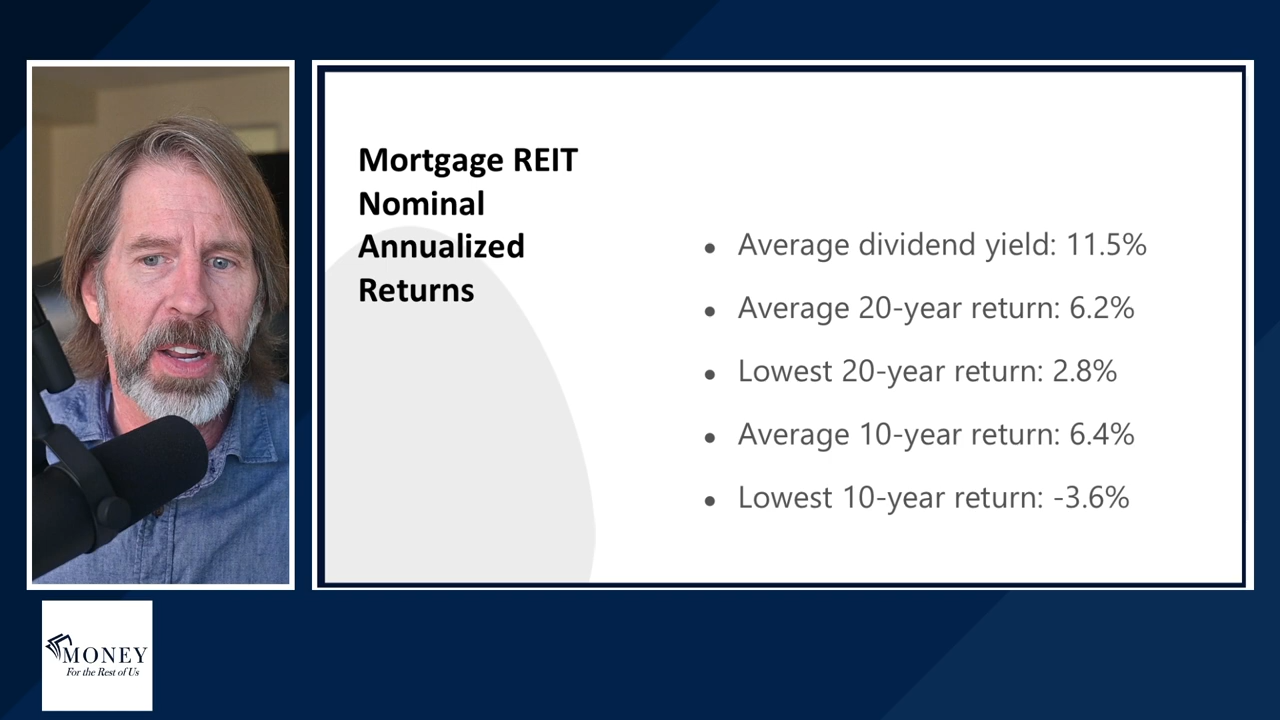 Mortgage REIT
Nominal
Annualized
Returns
• Average dividend yield: 11.5%
• Average 20-year return: 6.2%
• Lowest 20-year return: 2.8%
• Average 10-year return: 6.4%
• Lowest 10-year return: -3.6%
MONEY
For the Rest of Us